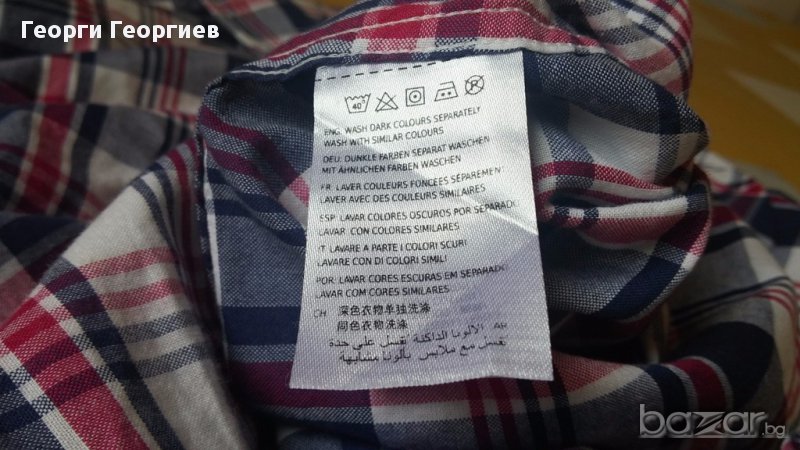 Георги Георгиев
40°
ENG: WASH DARK COLOURS SEPARATELY
WASH WITH SIMILAR COLOURS
DEU: DUNKLE FARBEN SEPARAT WASCHEN
MIT ÄHNLICHEN FARBEN WASCHEN
FR: LAVER COULEURS FONCÉES SÉPARÉMENT
LAVER AVEC DES COULEURS SIMILAIRES
ESP: LAVAR COLORES OSCUROS POR SEPARADO
LAVAR CON COLORES SIMILARES
IT: LAVARE A PARTE I COLORI SCURI
LAVARE CON DI COLORI SIMILI
POR: LAVAR CORES ESCURAS EM SEPARADO
LAVAR COM CORES SIMILARES
CH: 深色衣物单独洗涤
同色衣物洗涤
AR: الألوان الداكنة تغسل على حدة
تغسل مع ملابس بألوان مشابهة
bazar.bg